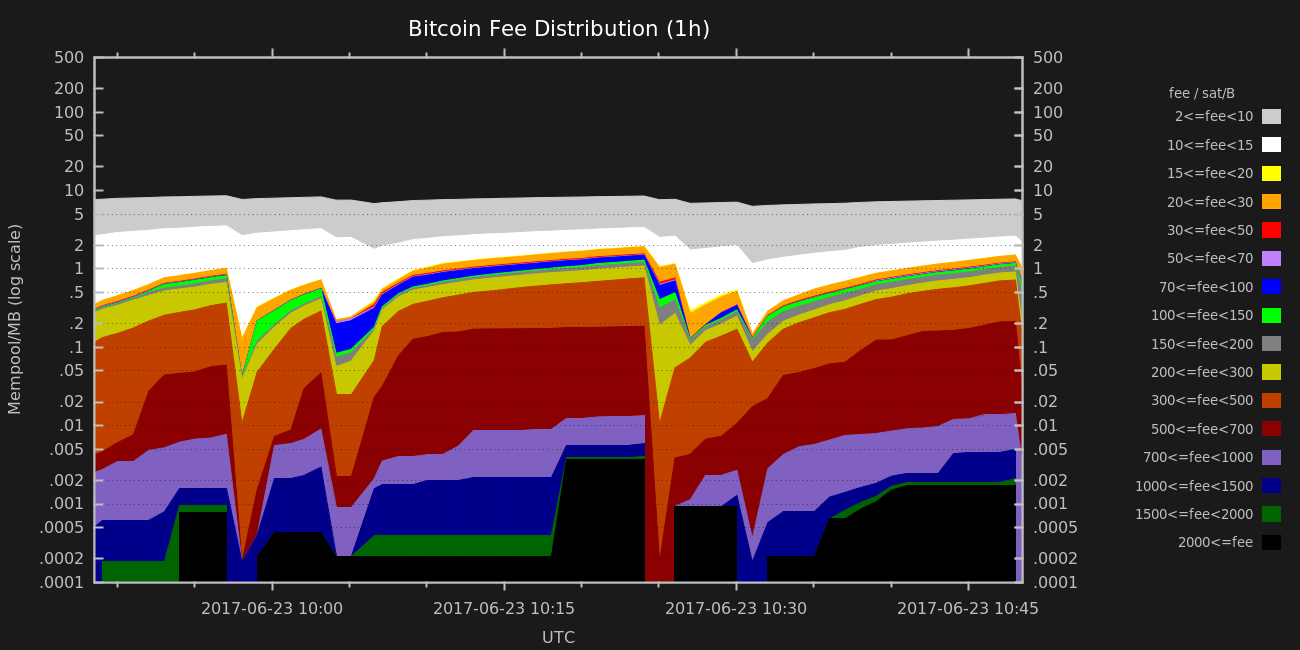 Bitcoin Fee Distribution (1h)
500
200
100
50
20
10
5
2
1
.5
.2
.1
.05
.02
.01
.005
.002
.001
.0005
.0002
.0001
Mempool/MB (log scale)
500
200
100
50
20
10
5
2
1
.5
.2
.1
.05
.02
.01
.005
.002
.001
.0005
.0002
.0001
2017-06-23 10:00
2017-06-23 10:15
2017-06-23 10:30
2017-06-23 10:45
UTC
fee / sat/B
2<=fee<10
10<=fee<15
15<=fee<20
20<=fee<30
30<=fee<50
50<=fee<70
70<=fee<100
100<=fee<150
150<=fee<200
200<=fee<300
300<=fee<500
500<=fee<700
700<=fee<1000
1000<=fee<1500
1500<=fee<2000
2000<=fee